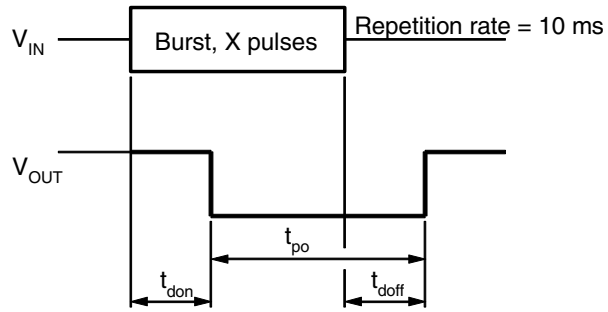 V_IN
Burst, X pulses
Repetition rate = 10 ms
V_OUT
t_po
t_don
t_doff